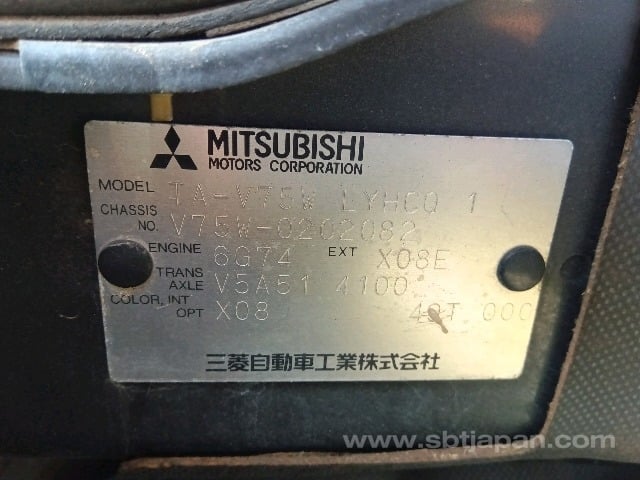 MITSUBISHI
MOTORS CORPORATION
MODEL TA-V75W LYHCQ 1
CHASSIS NO. V75W-0202082
ENGINE 6G74 EXT X08E
TRANS AXLE V5A51 4100
COLOR, INT OPT X08 000
三菱自動車工業株式会社
www.sbtjapan.com